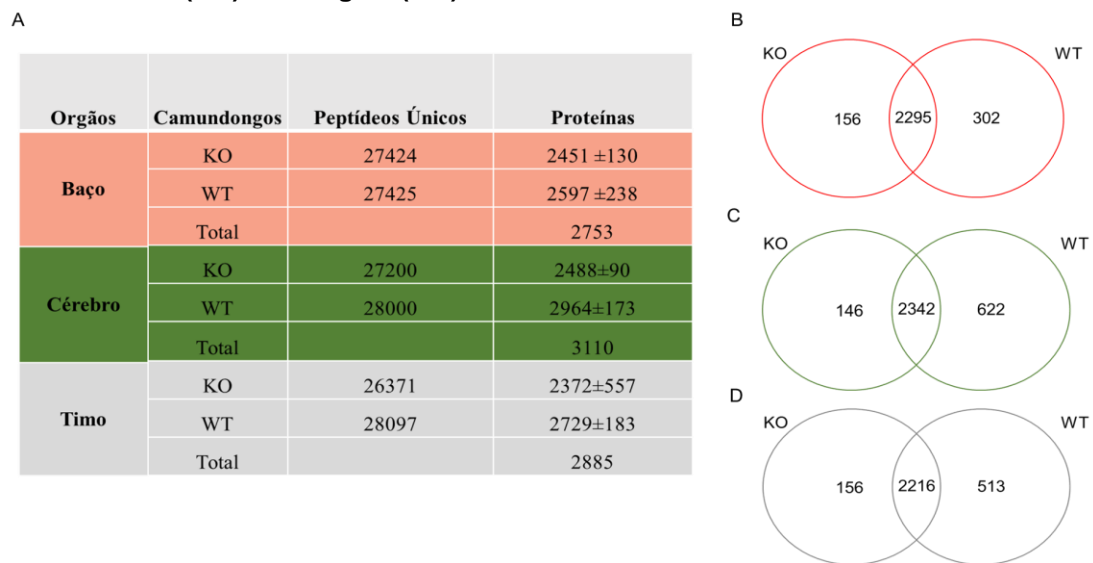 A
Orgãos Camundongos Peptídeos Únicos Proteínas
Baço
KO 27424 2451 ±130
WT 27425 2597 ±238
Total 2753
Cérebro
KO 27200 2488±90
WT 28000 2964±173
Total 3110
Timo
KO 26371 2372±557
WT 28097 2729±183
Total 2885
B
KO WT
156 2295 302
C
KO WT
146 2342 622
D
KO WT
156 2216 513